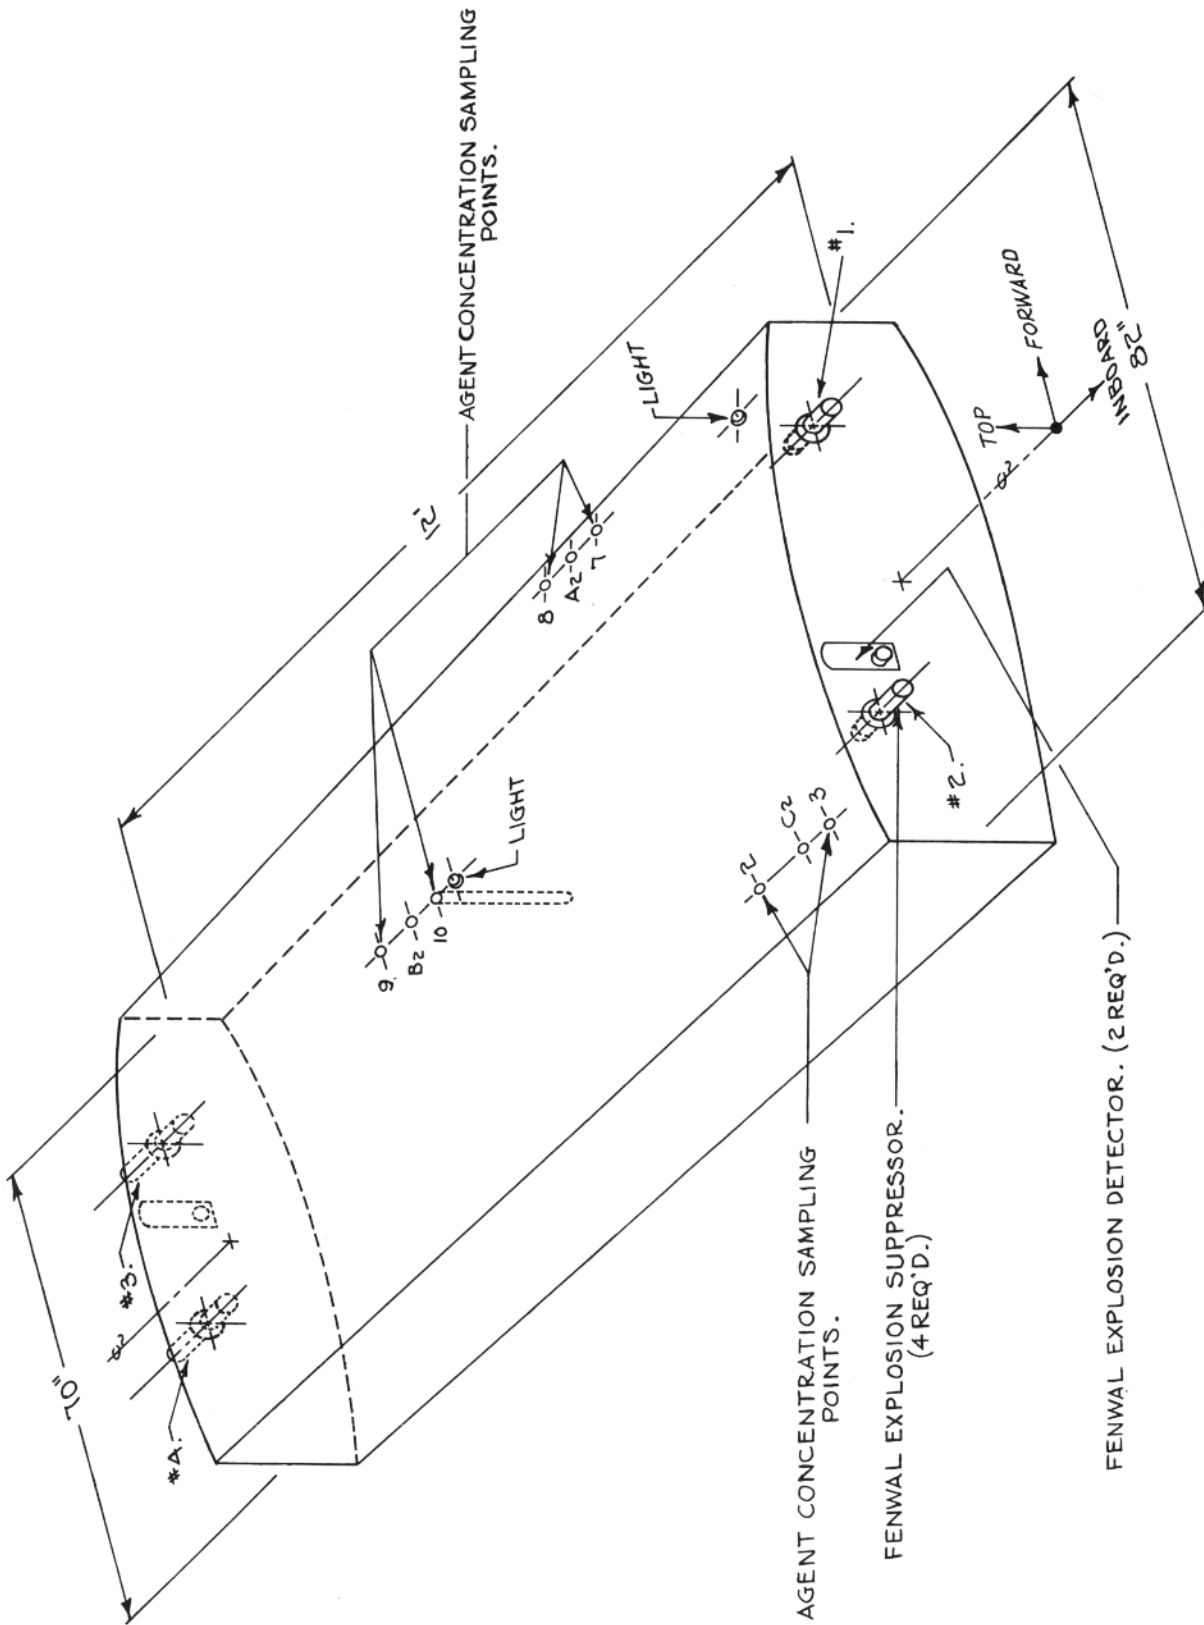 AGENT CONCENTRATION SAMPLING
POINTS.
12'
70"
#3.
#4.
LIGHT
8
A2
7
9.
B2
10
LIGHT
#1.
TOP
FORWARD
INBOARD
82"
2
C2
3
#2.
AGENT CONCENTRATION SAMPLING
POINTS.
FENWAL EXPLOSION SUPPRESSOR.
(4 REQ'D.)
FENWAL EXPLOSION DETECTOR. (2 REQ'D.)